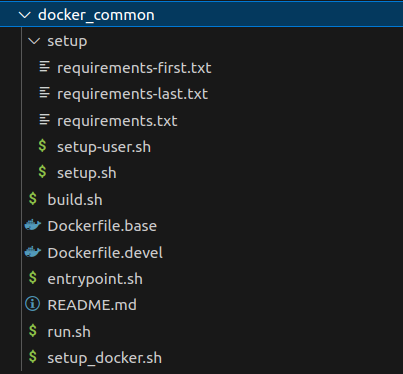 docker_common
setup
requirements-first.txt
requirements-last.txt
requirements.txt
$ setup-user.sh
$ setup.sh
$ build.sh
Dockerfile.base
Dockerfile.devel
$ entrypoint.sh
README.md
$ run.sh
$ setup_docker.sh